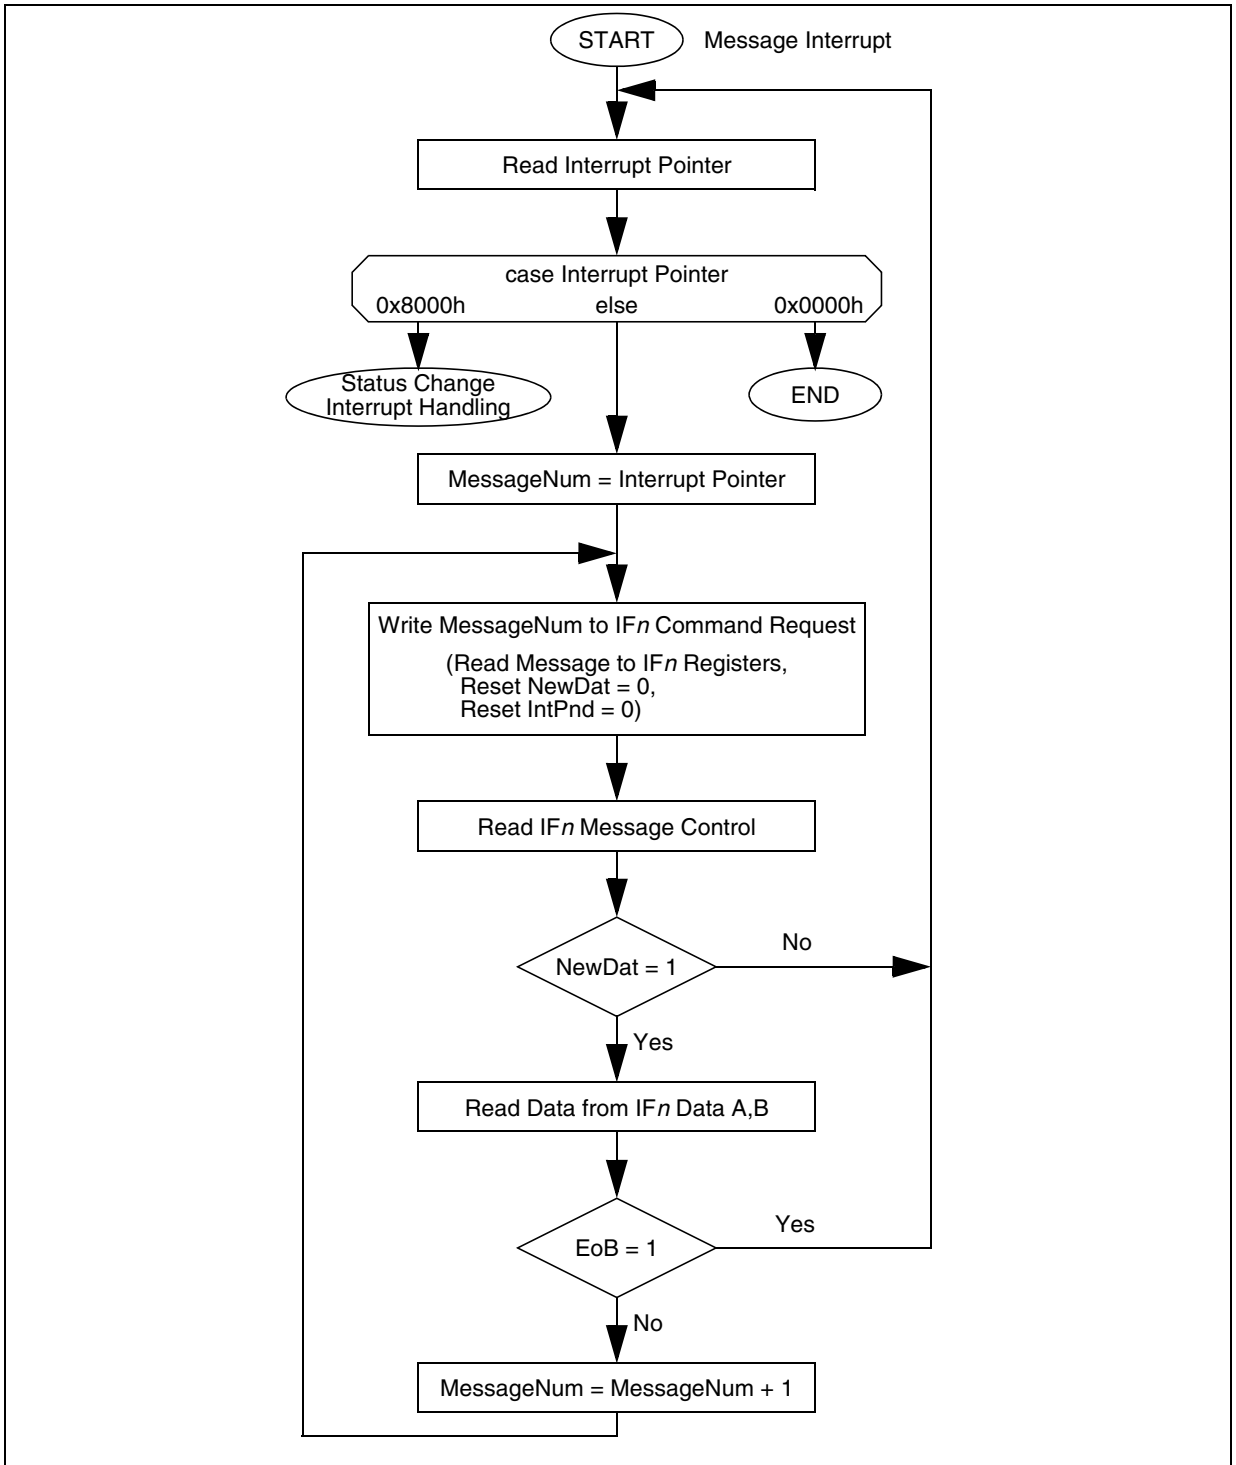 START Message Interrupt
Read Interrupt Pointer
case Interrupt Pointer
0x8000h else 0x0000h
Status Change
Interrupt Handling
END
MessageNum = Interrupt Pointer
Write MessageNum to IFn Command Request
(Read Message to IFn Registers,
Reset NewDat = 0,
Reset IntPnd = 0)
Read IFn Message Control
No
NewDat = 1
Yes
Read Data from IFn Data A,B
Yes
EoB = 1
No
MessageNum = MessageNum + 1